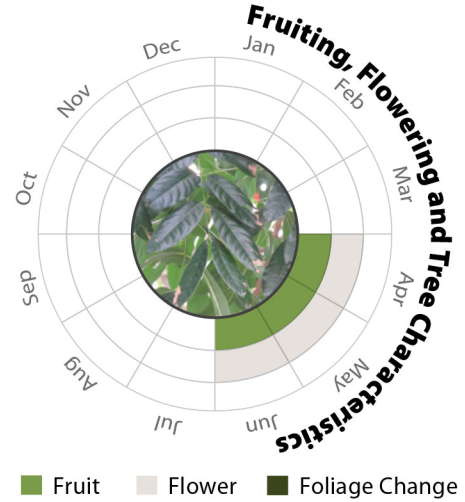 Fruiting, Flowering and Tree Characteristics
Jan
Feb
Mar
Apr
May
Jun
Jul
Aug
Sep
Oct
Nov
Dec
Fruit
Flower
Foliage Change